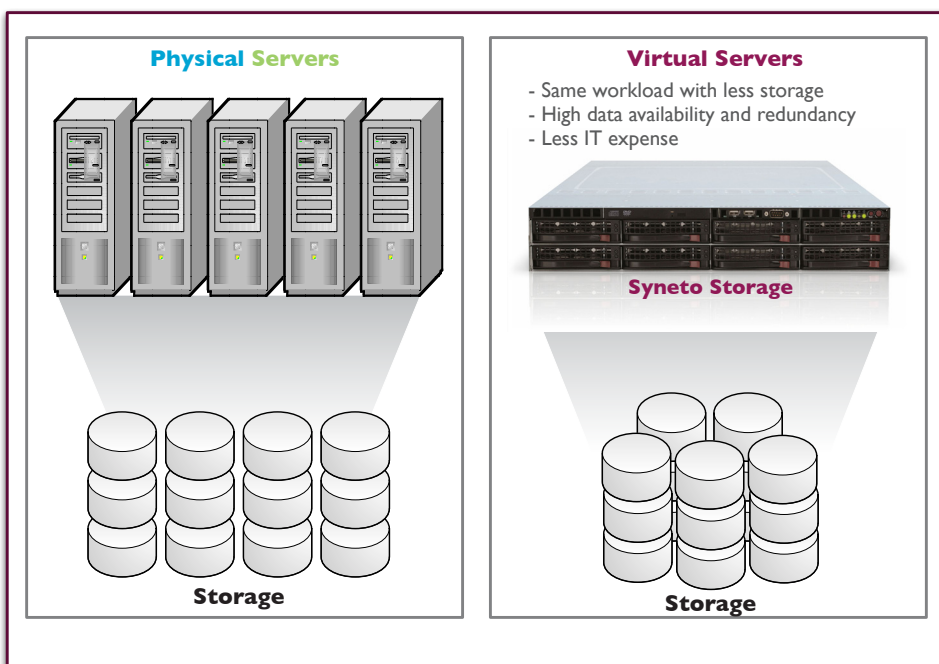 Physical Servers
Storage
Virtual Servers
- Same workload with less storage
- High data availability and redundancy
- Less IT expense
Syneto Storage
Storage